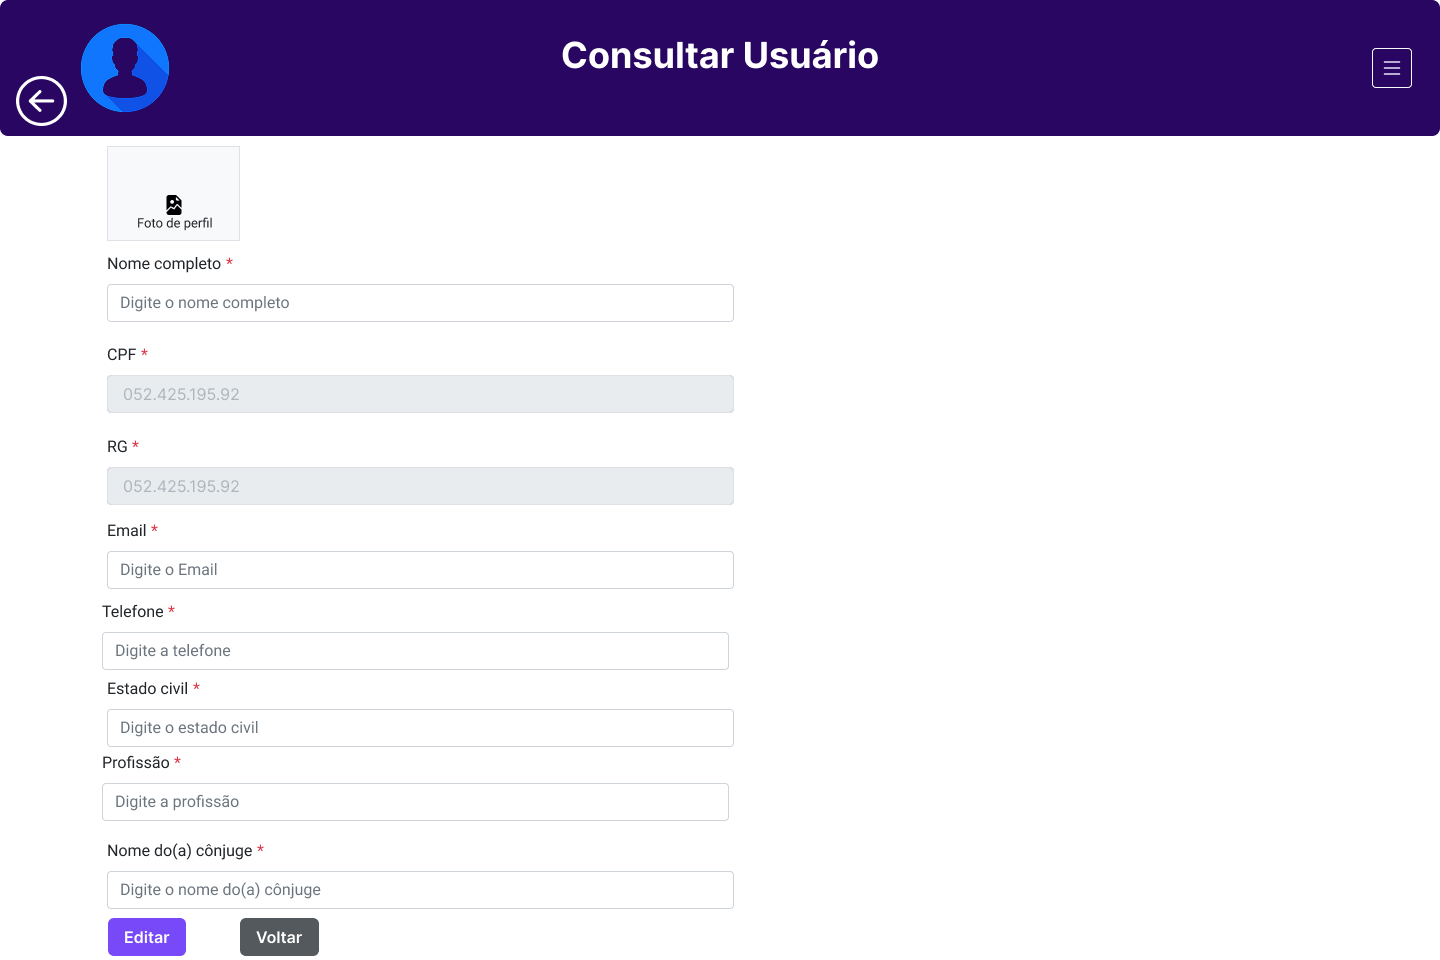 Consultar Usuário
Foto de perfil
Nome completo *
Digite o nome completo
CPF *
052.425.195.92
RG *
052.425.195.92
Email *
Digite o Email
Telefone *
Digite a telefone
Estado civil *
Digite o estado civil
Profissão *
Digite a profissão
Nome do(a) cônjuge *
Digite o nome do(a) cônjuge
Editar
Voltar